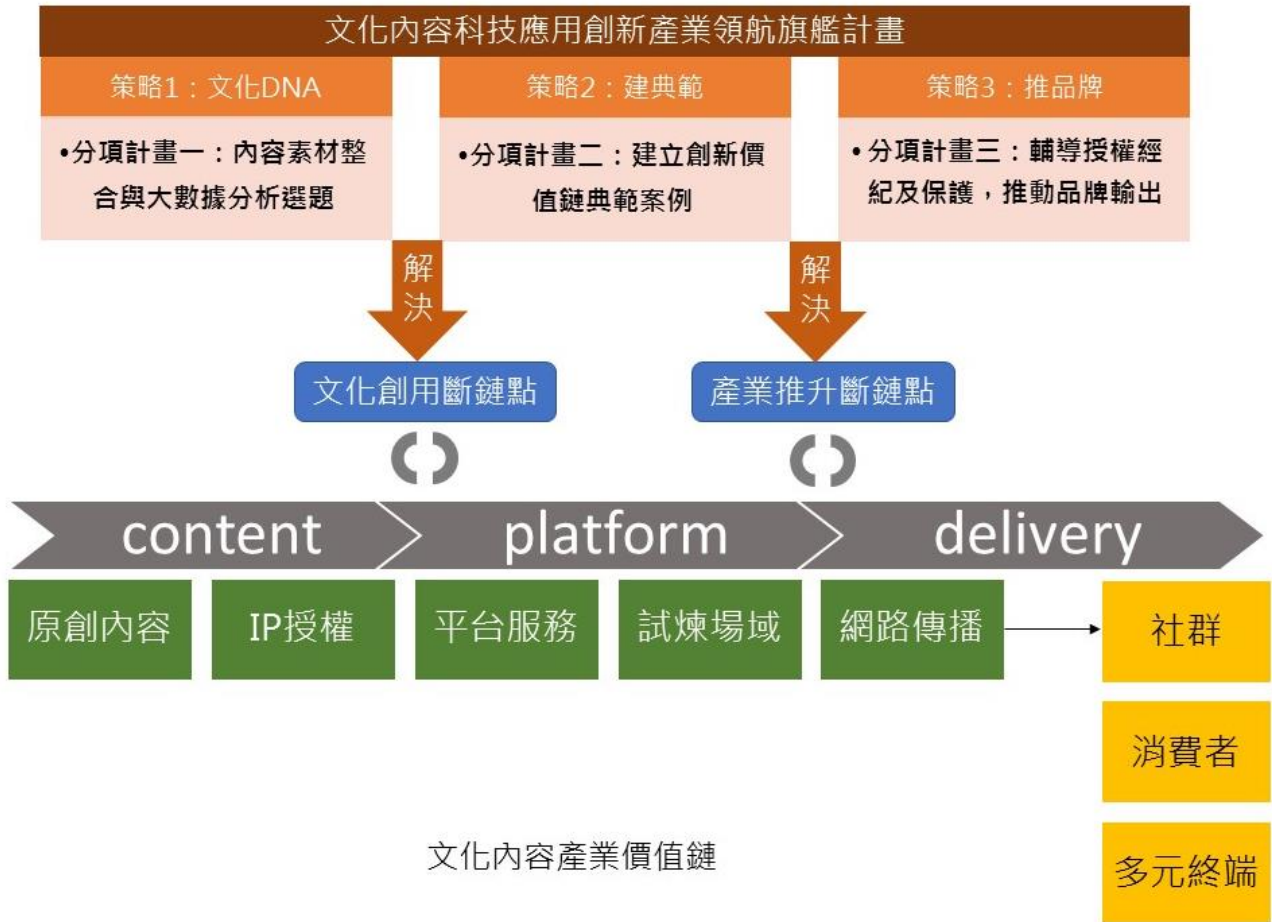 文化內容科技應用創新產業領航旗艦計畫
策略1：文化DNA
策略2：建典範
策略3：推品牌
•分項計畫一：內容素材整
合與大數據分析選題
•分項計畫二：建立創新價
值鏈典範案例
•分項計畫三：輔導授權經
紀及保護，推動品牌輸出
解決
解決
文化創用斷鏈點
產業推升斷鏈點
content
platform
delivery
原創內容
IP授權
平台服務
試煉場域
網路傳播
社群
消費者
多元終端
文化內容產業價值鏈